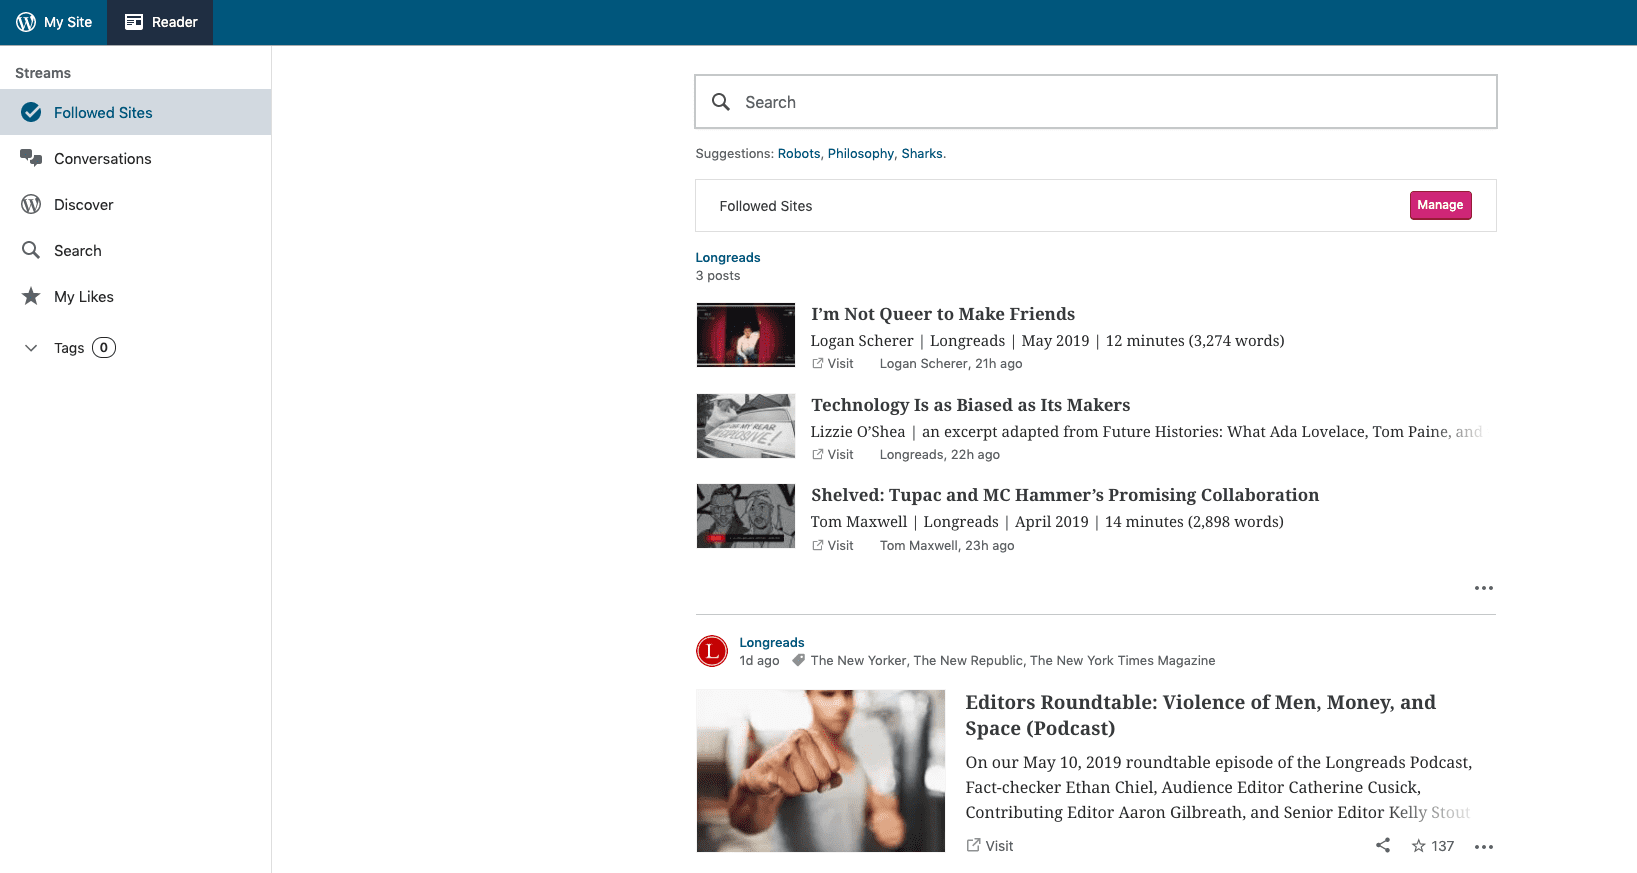 My Site
Reader
Streams
Followed Sites
Conversations
Discover
Search
My Likes
Tags 0
Search
Suggestions: Robots, Philosophy, Sharks.
Followed Sites
Manage
Longreads
3 posts
I’m Not Queer to Make Friends
Logan Scherer | Longreads | May 2019 | 12 minutes (3,274 words)
Visit Logan Scherer, 21h ago
Technology Is as Biased as Its Makers
Lizzie O’Shea | an excerpt adapted from Future Histories: What Ada Lovelace, Tom Paine, and
Visit Longreads, 22h ago
Shelved: Tupac and MC Hammer’s Promising Collaboration
Tom Maxwell | Longreads | April 2019 | 14 minutes (2,898 words)
Visit Tom Maxwell, 23h ago
L
Longreads
1d ago The New Yorker, The New Republic, The New York Times Magazine
Editors Roundtable: Violence of Men, Money, and
Space (Podcast)
On our May 10, 2019 roundtable episode of the Longreads Podcast,
Fact-checker Ethan Chiel, Audience Editor Catherine Cusick,
Contributing Editor Aaron Gilbreath, and Senior Editor Kelly Stout
Visit
137